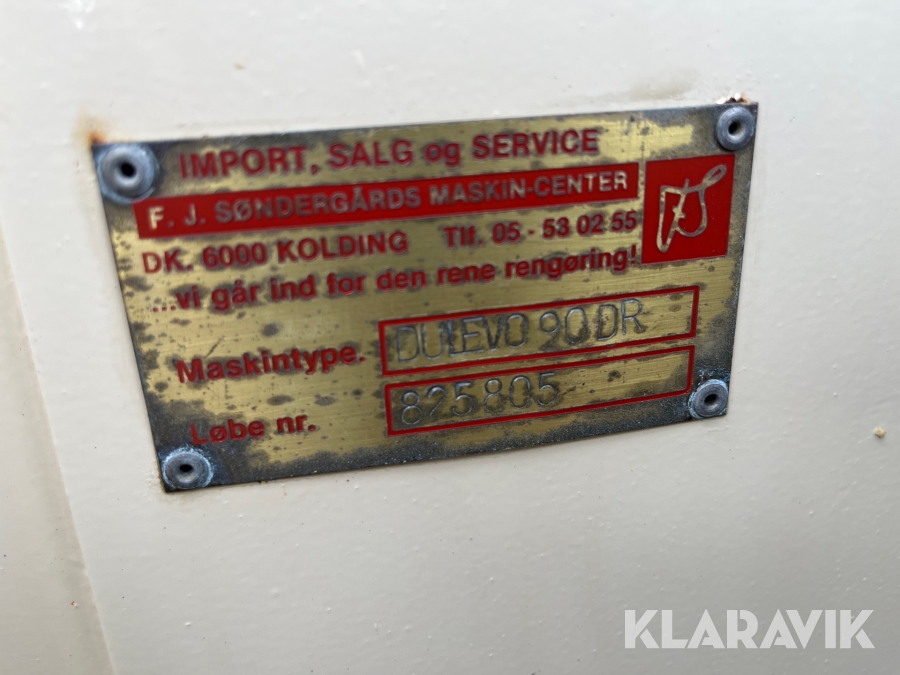 IMPORT, SALG og SERVICE
F. J. SØNDERGÅRDS MASKIN-CENTER
DK. 6000 KOLDING Tlf. 05 - 53 02 55
...vi går ind for den rene rengøring!
Maskintype. DULEVO 90 DR
Løbe nr. 825805
KLARAVIK